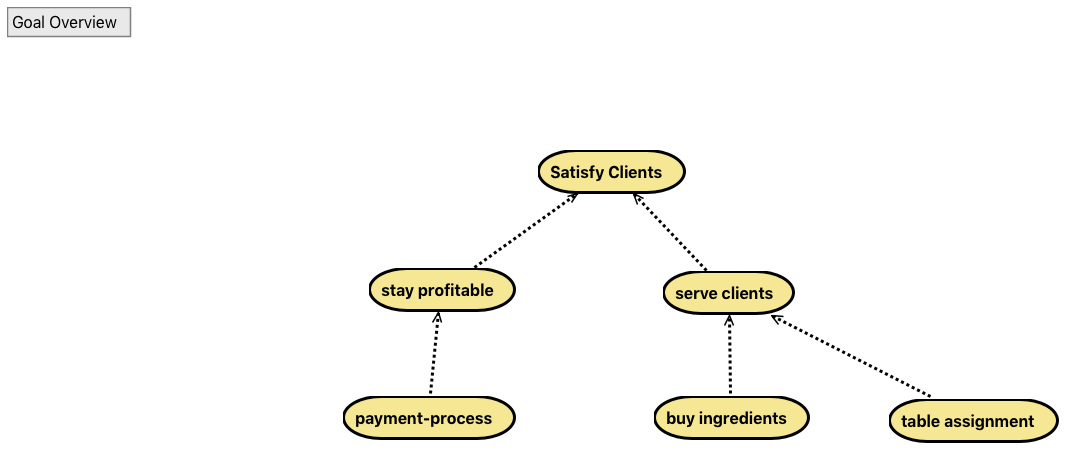 Goal Overview
Satisfy Clients
stay profitable
serve clients
payment-process
buy ingredients
table assignment